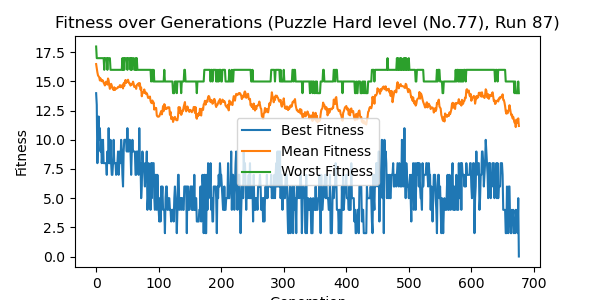 Fitness over Generations (Puzzle Hard level (No.77), Run 87)
17.5
15.0
12.5
10.0
7.5
5.0
2.5
0.0
Fitness
Best Fitness
Mean Fitness
Worst Fitness
0 100 200 300 400 500 600 700
Generation